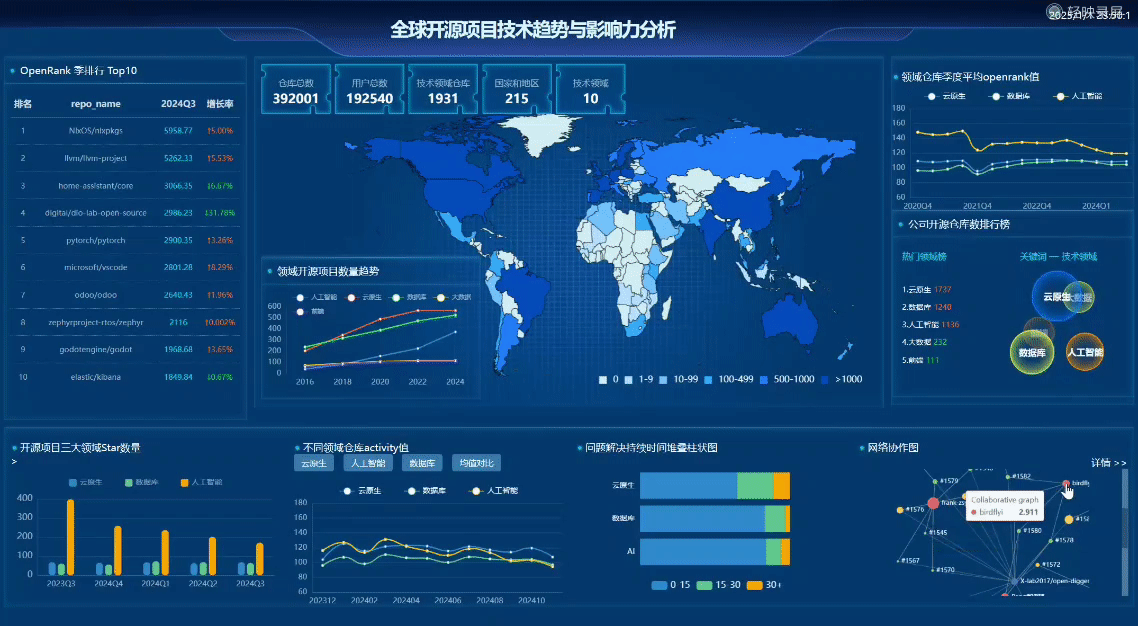 全球开源项目技术趋势与影响力分析
OpenRank 季排行 Top10
排名 repo_name 2024Q3 增长率
1 NixOS/nixpkgs 5958.77 ↑5.00%
2 llvm/llvm-project 5262.33 ↑5.53%
3 home-assistant/core 3066.35 ↓6.67%
4 digital/dlo-lab-open-source 2986.23 ↓31.78%
5 pytorch/pytorch 2900.35 ↑3.26%
6 microsoft/vscode 2801.28 ↑8.29%
7 odoo/odoo 2640.43 ↑1.96%
8 zephyrproject-rtos/zephyr 2116 ↑0.002%
9 godotengine/godot 1968.68 ↑3.65%
10 elastic/kibana 1849.84 ↓0.67%
仓库总数
392001
用户总数
192540
技术领域仓库
1931
国家和地区
215
技术领域
10
领域开源项目数量趋势
人工智能 云原生 数据库 大数据
前端
600
500
400
300
200
100
0
2016 2018 2020 2022 2024
0 1-9 10-99 100-499 500-1000 >1000
领域仓库季度平均openrank值
云原生 数据库 人工智能
180
160
140
120
100
80
60
2020Q4 2021Q4 2022Q4 2024Q1
公司开源仓库数排行榜
热门领域榜
关键词 — 技术领域
1.云原生 1737
2.数据库 1240
3.人工智能 1136
4.大数据 232
5.前端 111
云原生
大数据
前端
数据库
人工智能
开源项目三大领域Star数量
>
云原生 数据库 人工智能
400
300
200
100
0
2023Q3 2024Q4 2024Q1 2024Q2 2024Q3
不同领域仓库activity值
云原生 人工智能 数据库 均值对比
云原生 数据库 人工智能
180
160
140
120
100
80
60
202312 202402 202404 202406 202408 202410
问题解决持续时间堆叠柱状图
云原生
数据库
AI
0-15 15-30 30+
网络协作图
详情 >>
#1582
#1579
birdfly
#1576
frank-zs
Collaborative graph
birdflyi 2.911
#1545
#1580
#1578
#1567
#1570
#1572
X-lab2017/open-digger